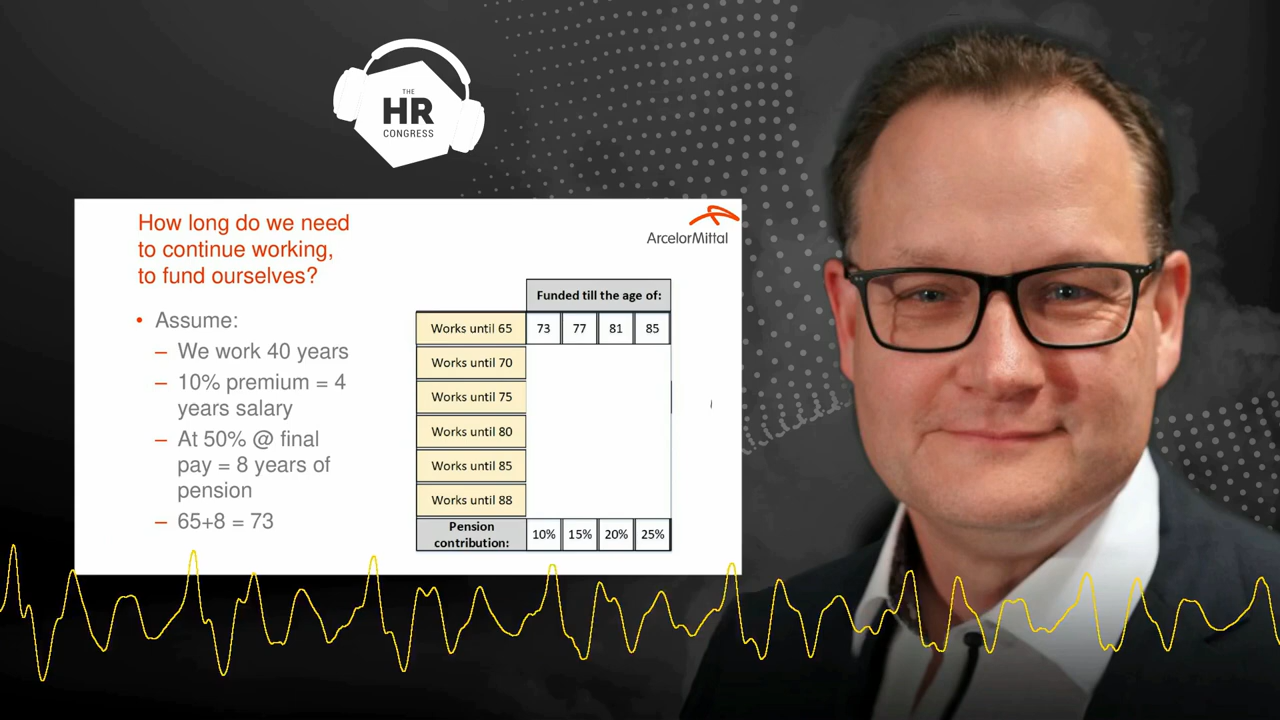 THE
HR
CONGRESS
How long do we need
to continue working,
to fund ourselves?
ArcelorMittal
• Assume:
– We work 40 years
– 10% premium = 4
years salary
– At 50% @ final
pay = 8 years of
pension
– 65+8 = 73
Funded till the age of:
Works until 65 73 77 81 85
Works until 70
Works until 75
Works until 80
Works until 85
Works until 88
Pension
contribution: 10% 15% 20% 25%